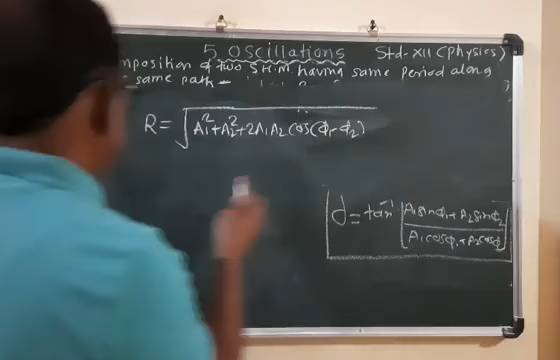 5 Oscillations Std-XII (Physics)
mposition of two S.H.M having same period along
same path -
R = √A₁² + A₂² + 2A₁A₂ cos(ϕ₁ - ϕ₂)
δ = tan⁻¹ [A₁sinϕ₁ + A₂sinϕ₂ / A₁cosϕ₁ + A₂cosϕ]